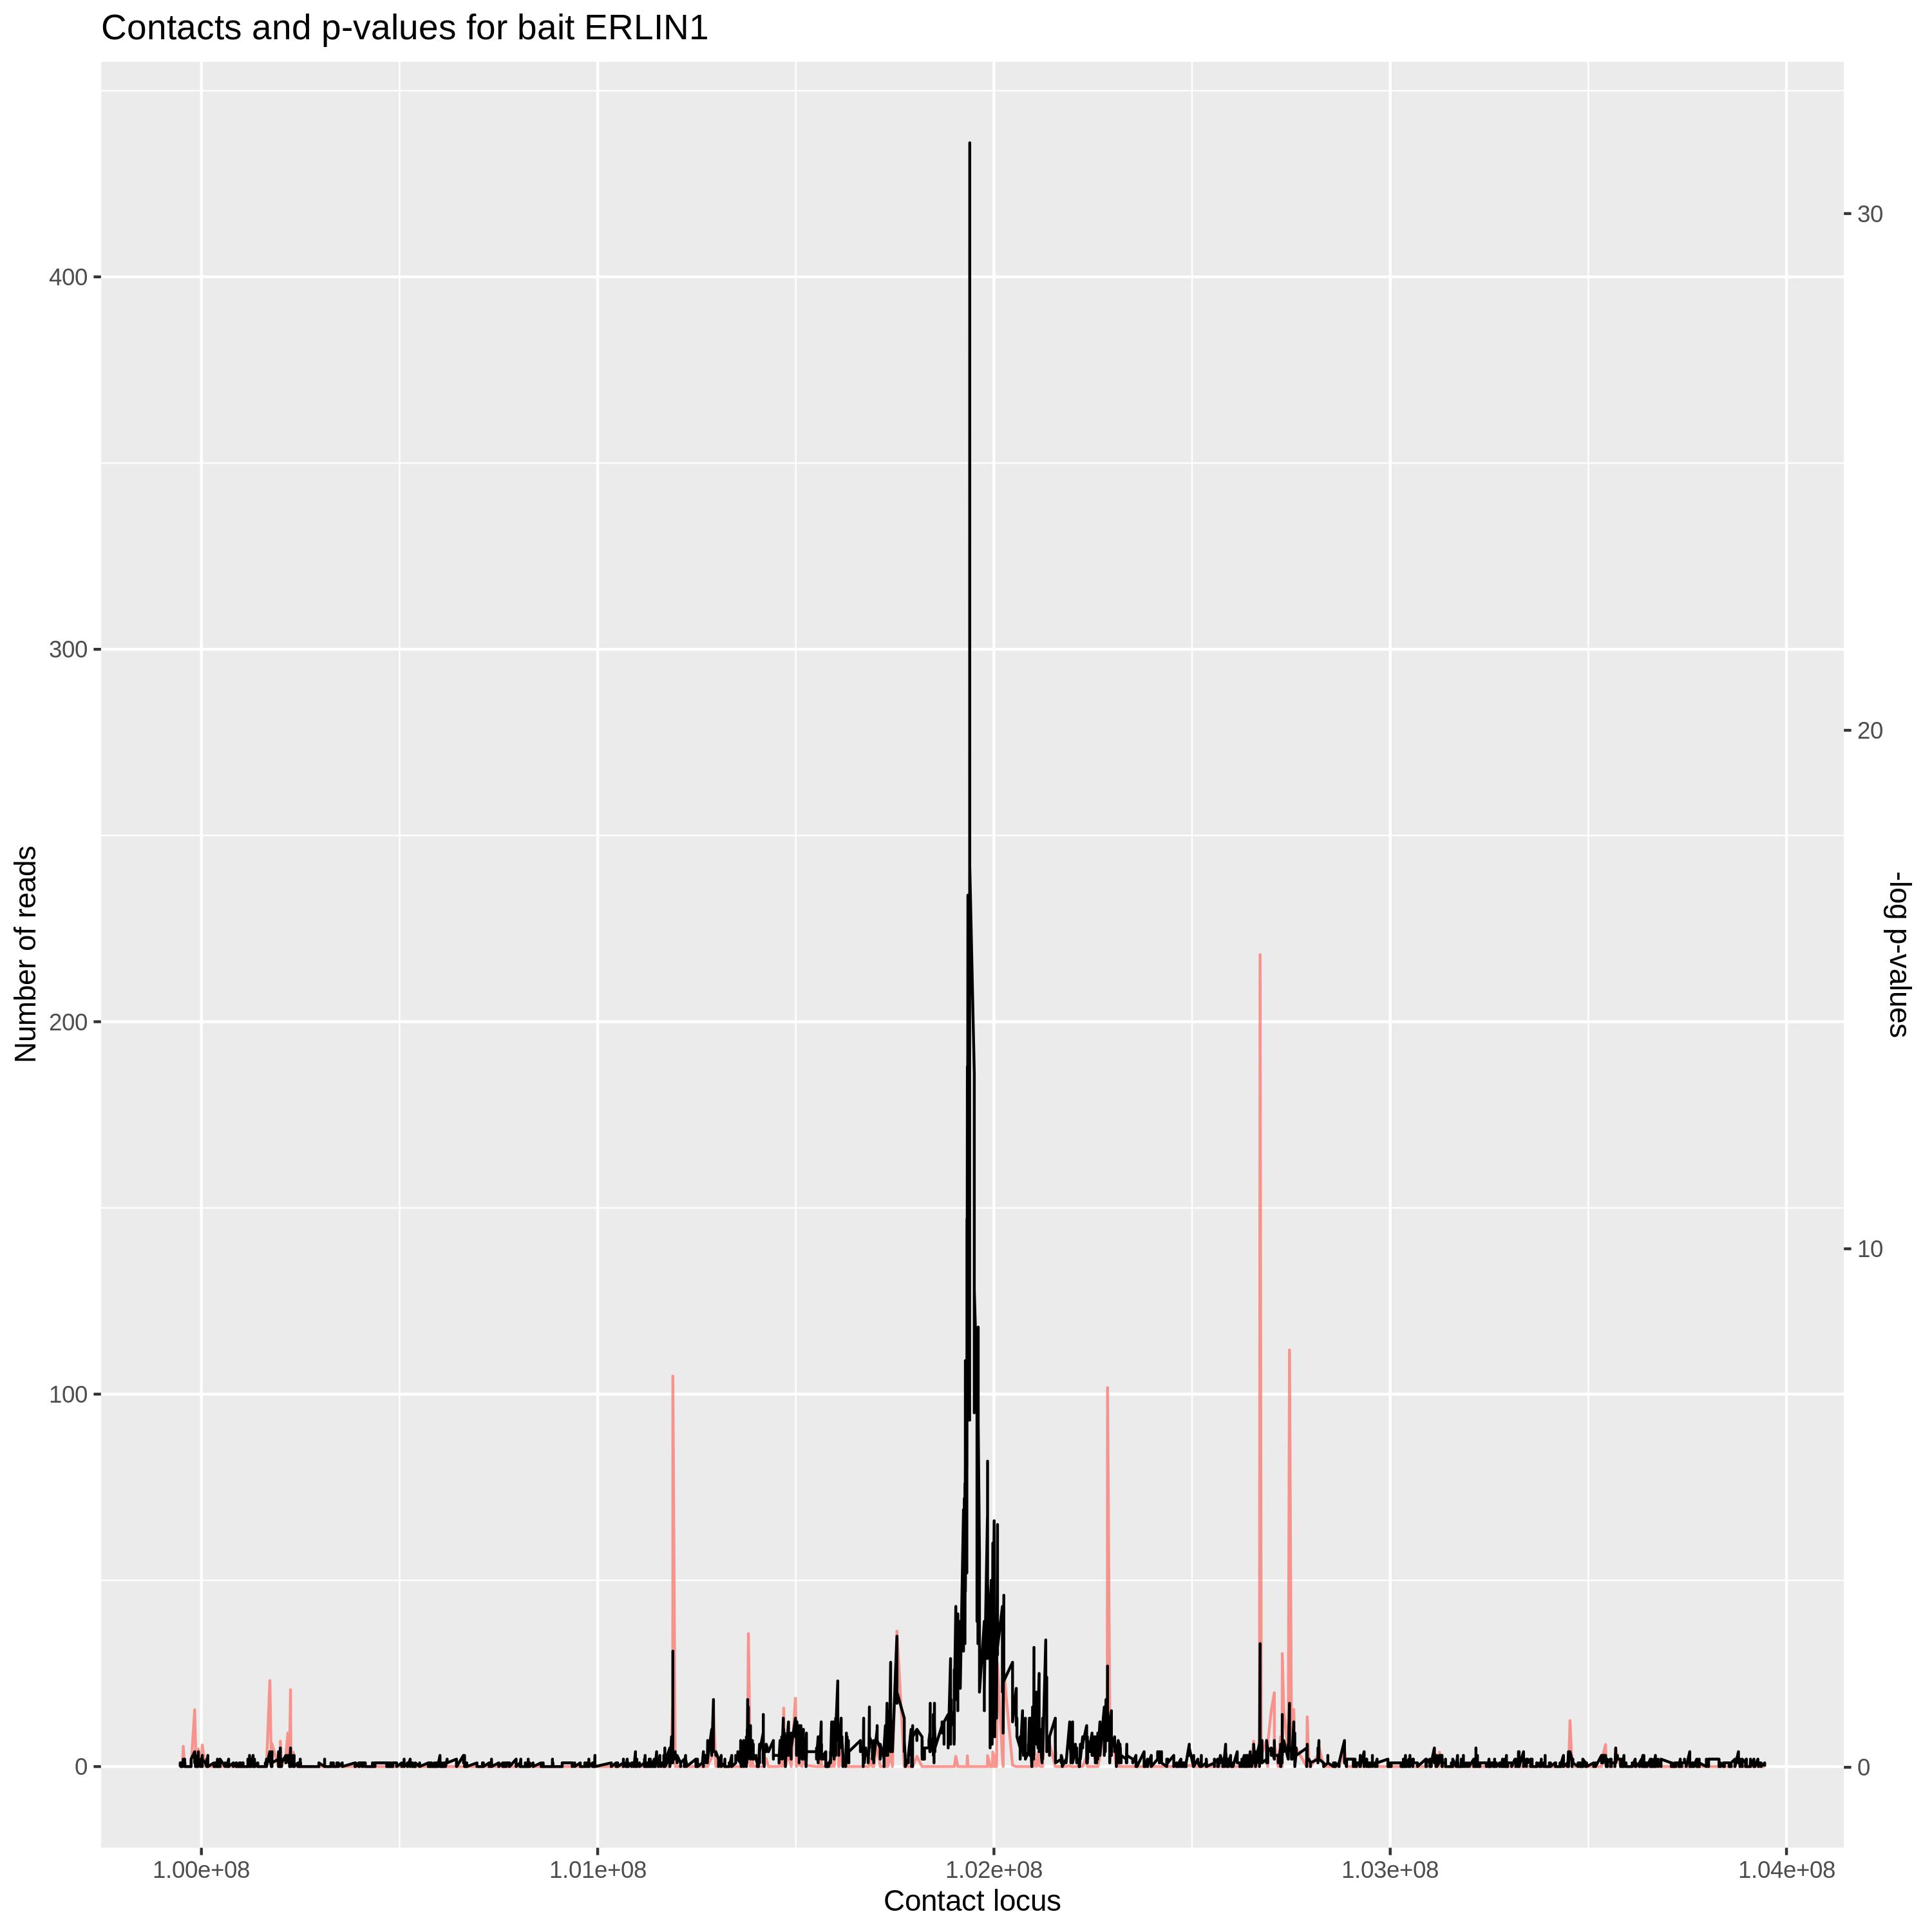 Contacts and p-values for bait ERLIN1
Number of reads
400
300
200
100
0
30
20
10
0
-log p-values
1.00e+08 1.01e+08 1.02e+08 1.03e+08 1.04e+08
Contact locus